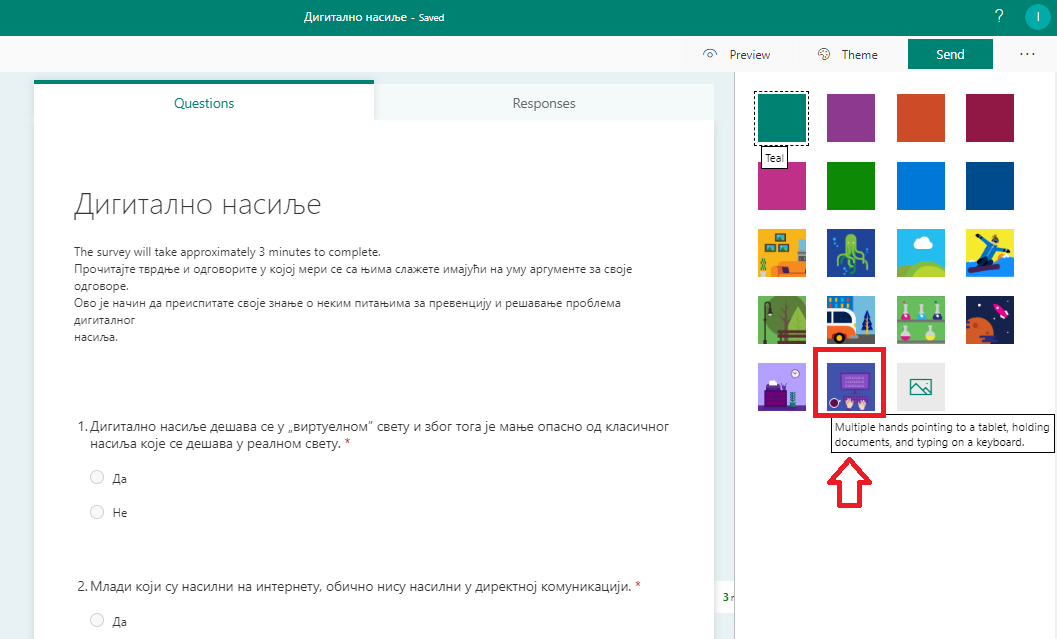 Дигитално насиље - Saved
?
I
Preview
Theme
Send
...
Questions
Responses
Teal
Дигитално насиље
The survey will take approximately 3 minutes to complete.
Прочитајте тврдње и одговорите у којој мери се са њима слажете имајући на уму аргументе за своје
одговоре.
Ово је начин да преиспитате своје знање о неким питањима за превенцију и решавање проблема
дигиталног
насиља.
1. Дигитално насиље дешава се у „виртуелном” свету и због тога је мање опасно од класичног
насиља које се дешава у реалном свету. *
Да
Не
Multiple hands pointing to a tablet, holding
documents, and typing on a keyboard.
2. Млади који су насилни на интернету, обично нису насилни у директној комуникацији. *
Да
3